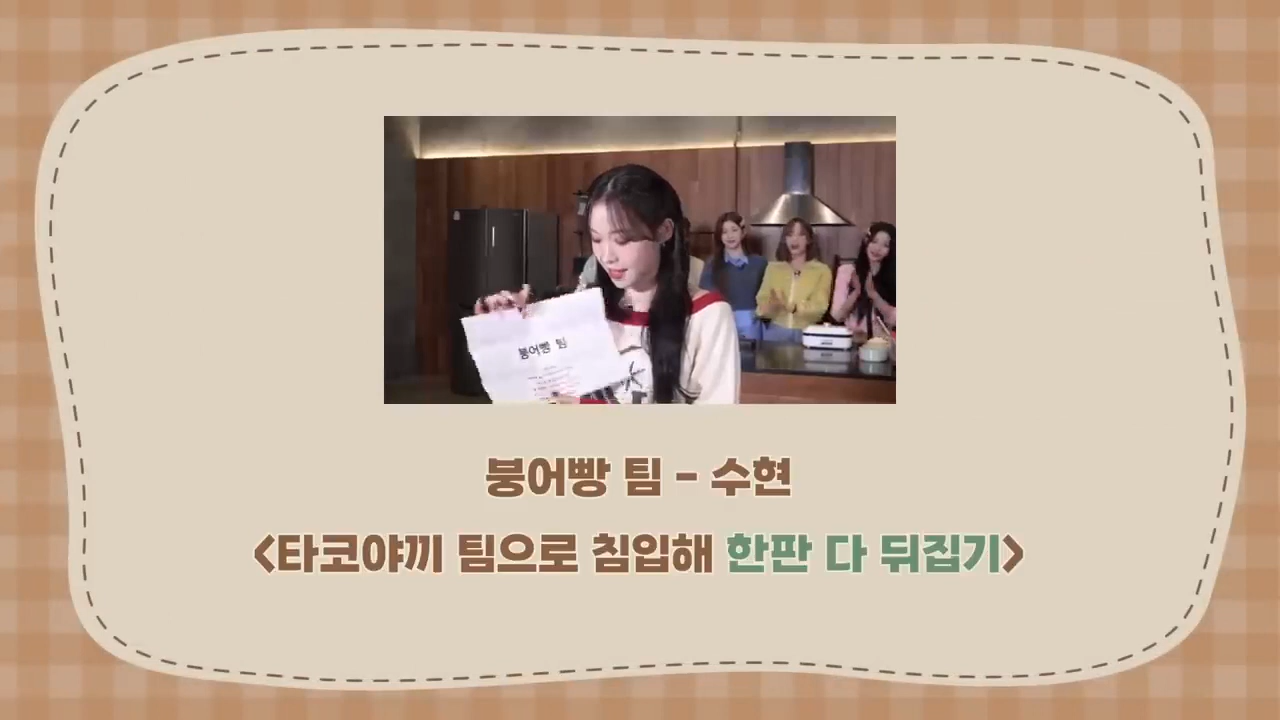 붕어빵 팀
붕어빵 팀 - 수현
<타코야끼 팀으로 침입해 한판 다 뒤집기>